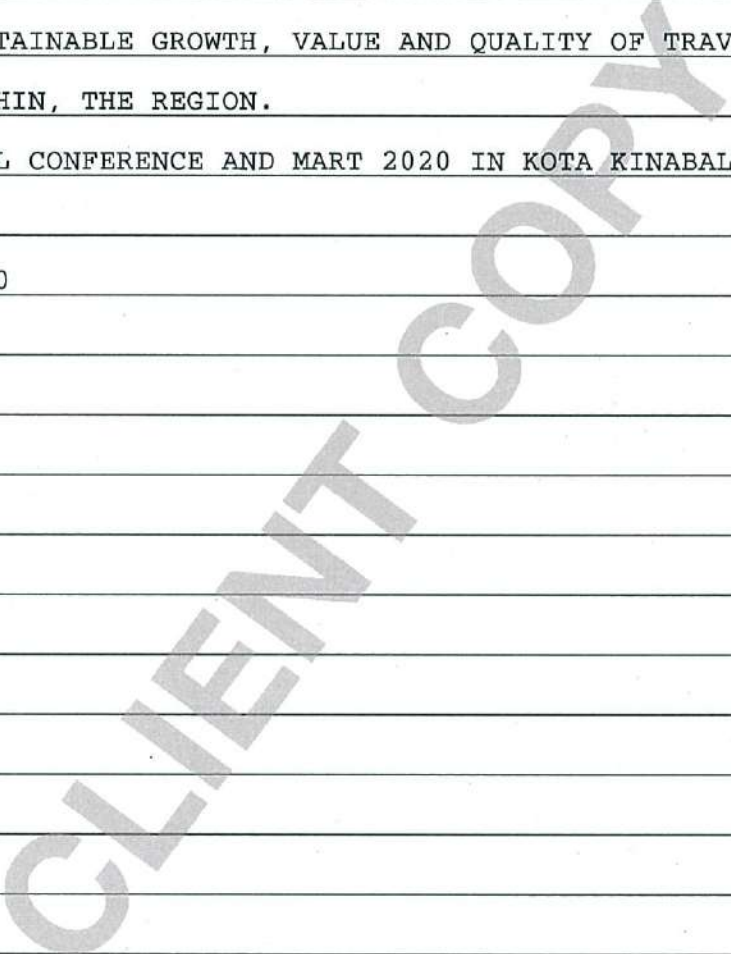 TAINABLE GROWTH, VALUE AND QUALITY OF TRAV
HIN, THE REGION.
L CONFERENCE AND MART 2020 IN KOTA KINABAL
0
CLIENT COPY